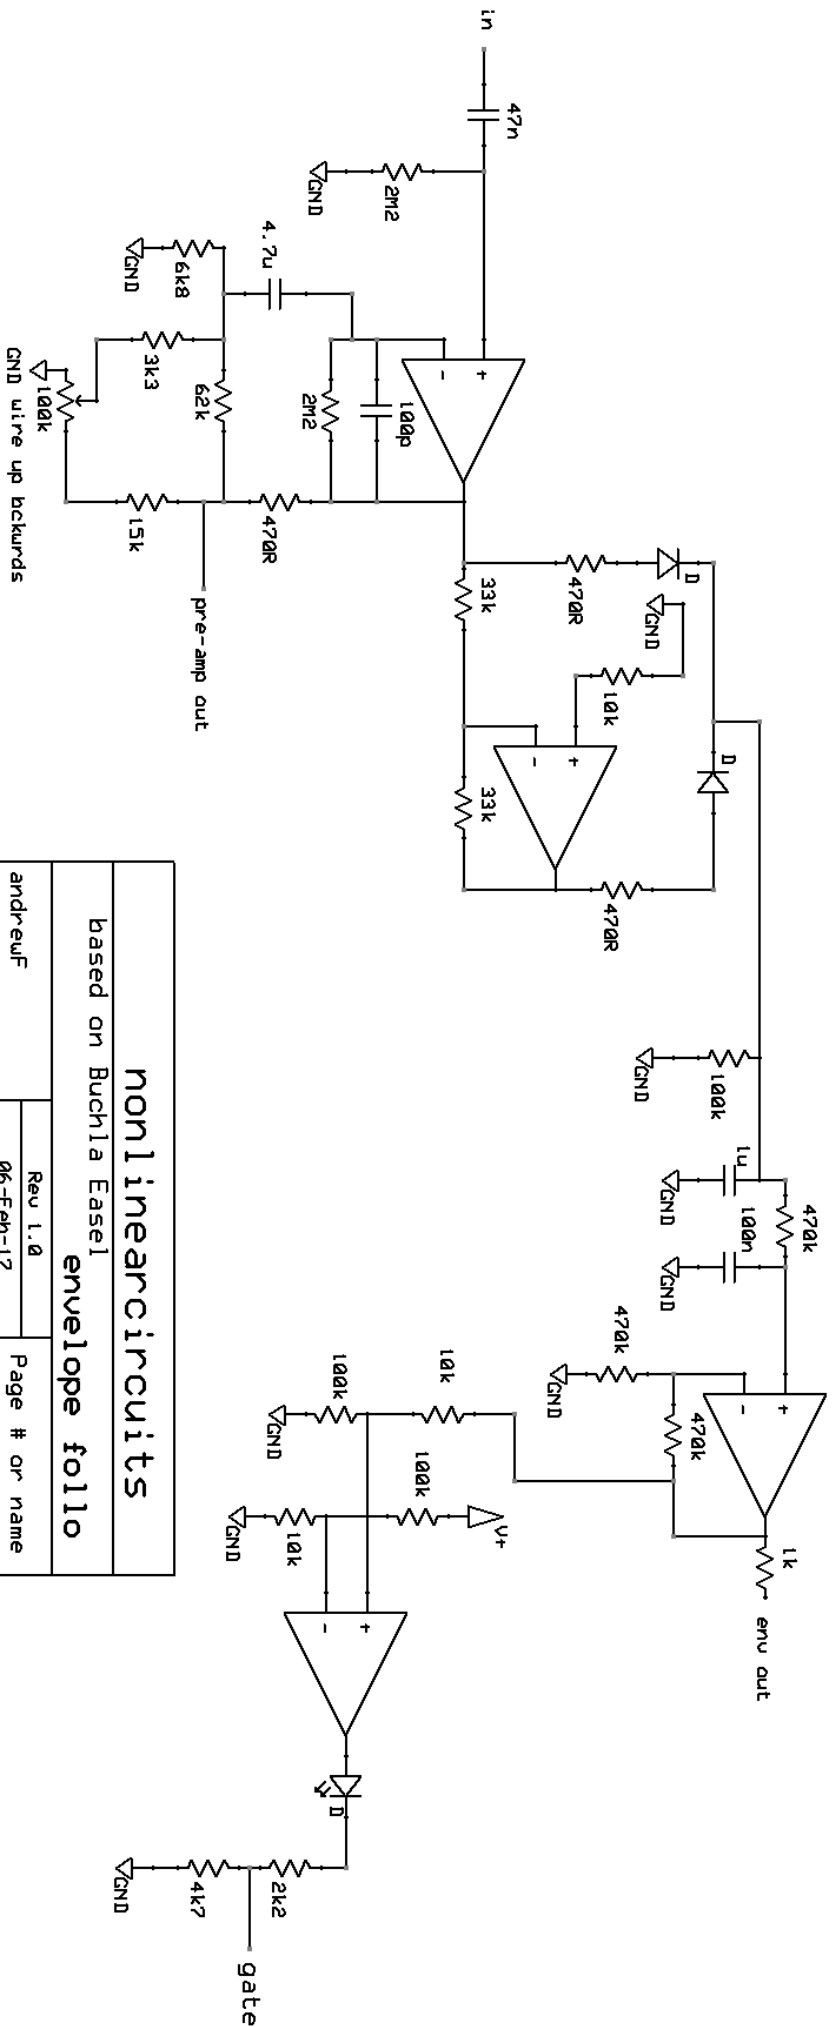 in
47n
2M2
GND
4.7u
6k8
GND
3k3
62k
100k
GND wire up bckwrds
15k
470R
pre-amp out
2M2
100p
-
+
33k
470R
D
GND
10k
-
+
33k
D
470R
100k
GND
1u
GND
100n
GND
470k
470k
GND
470k
-
+
1k
env out
10k
100k
GND
100k
V+
10k
GND
-
+
D
2k2
4k7
GND
gate
nonlinearcircuits
based on Buchla Easel
envelope follo
andrewF
Rev 1.0
06-Feb-17
Page # or name